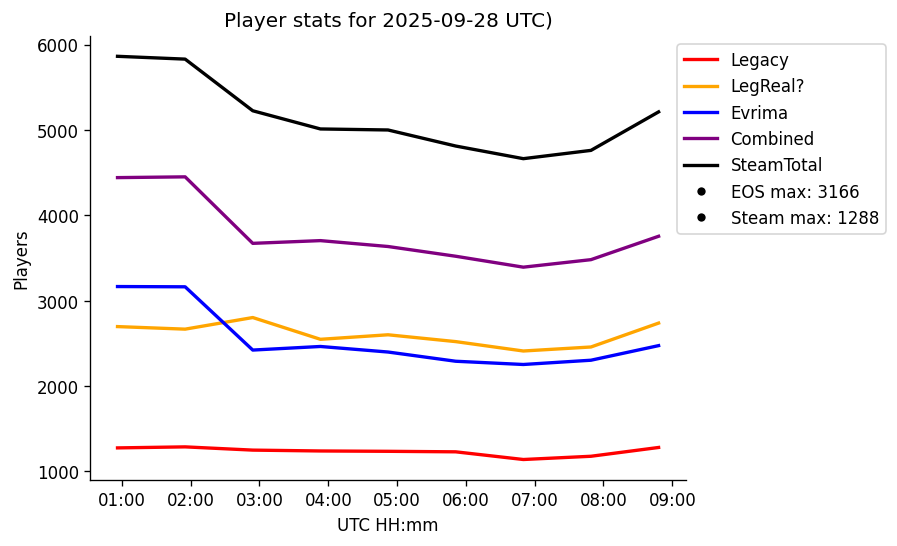 Player stats for 2025-09-28 UTC)
6000
5000
4000
3000
2000
1000
Players
01:00 02:00 03:00 04:00 05:00 06:00 07:00 08:00 09:00
UTC HH:mm
Legacy
LegReal?
Evrima
Combined
SteamTotal
EOS max: 3166
Steam max: 1288